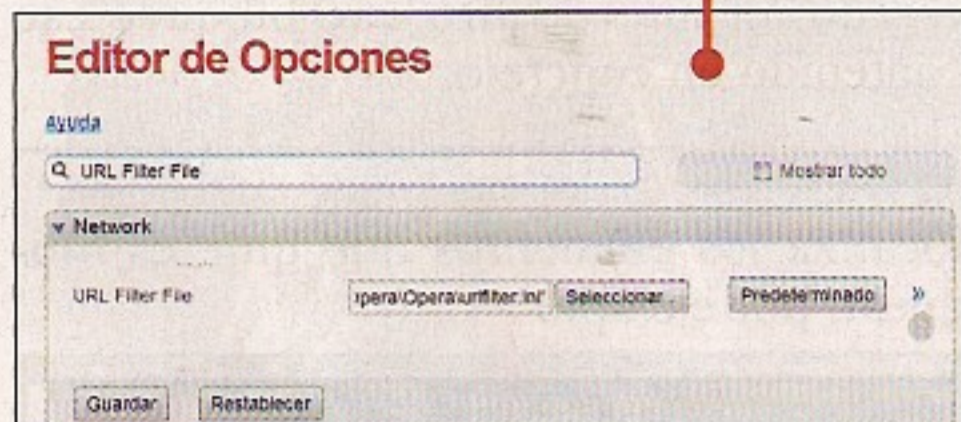 Editor de Opciones
Ayuda
URL Filter File
Mostrar todo
Network
URL Filter File
pera\Opera\urlfilter.ini"
Seleccionar...
Predeterminado
»
Guardar
Restablecer